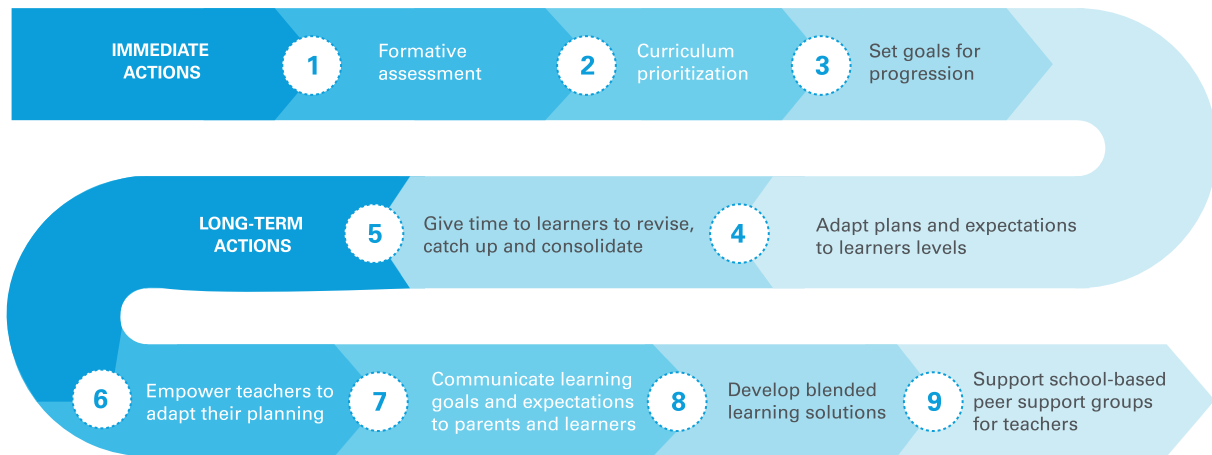 IMMEDIATE
ACTIONS
1
Formative
assessment
2
Curriculum
prioritization
3
Set goals for
progression
4
Adapt plans and expectations
to learners levels
5
Give time to learners to revise,
catch up and consolidate
LONG-TERM
ACTIONS
6
Empower teachers to
adapt their planning
7
Communicate learning
goals and expectations
to parents and learners
8
Develop blended
learning solutions
9
Support school-based
peer support groups
for teachers